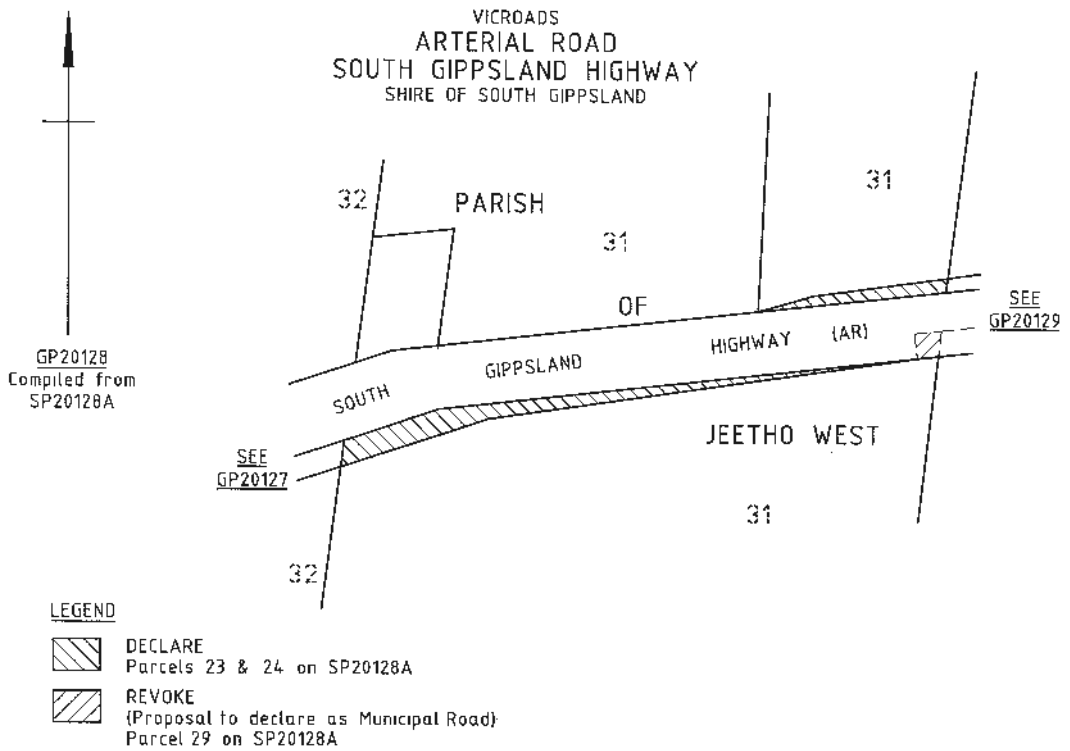 VICROADS
ARTERIAL ROAD
SOUTH GIPPSLAND HIGHWAY
SHIRE OF SOUTH GIPPSLAND
32
PARISH
31
31
OF
SEE
GP20129
GP20128
Compiled from
SP20128A
SOUTH GIPPSLAND HIGHWAY (AR)
SEE
GP20127
JEETHO WEST
31
32
LEGEND
DECLARE
Parcels 23 & 24 on SP20128A
REVOKE
(Proposal to declare as Municipal Road)
Parcel 29 on SP20128A